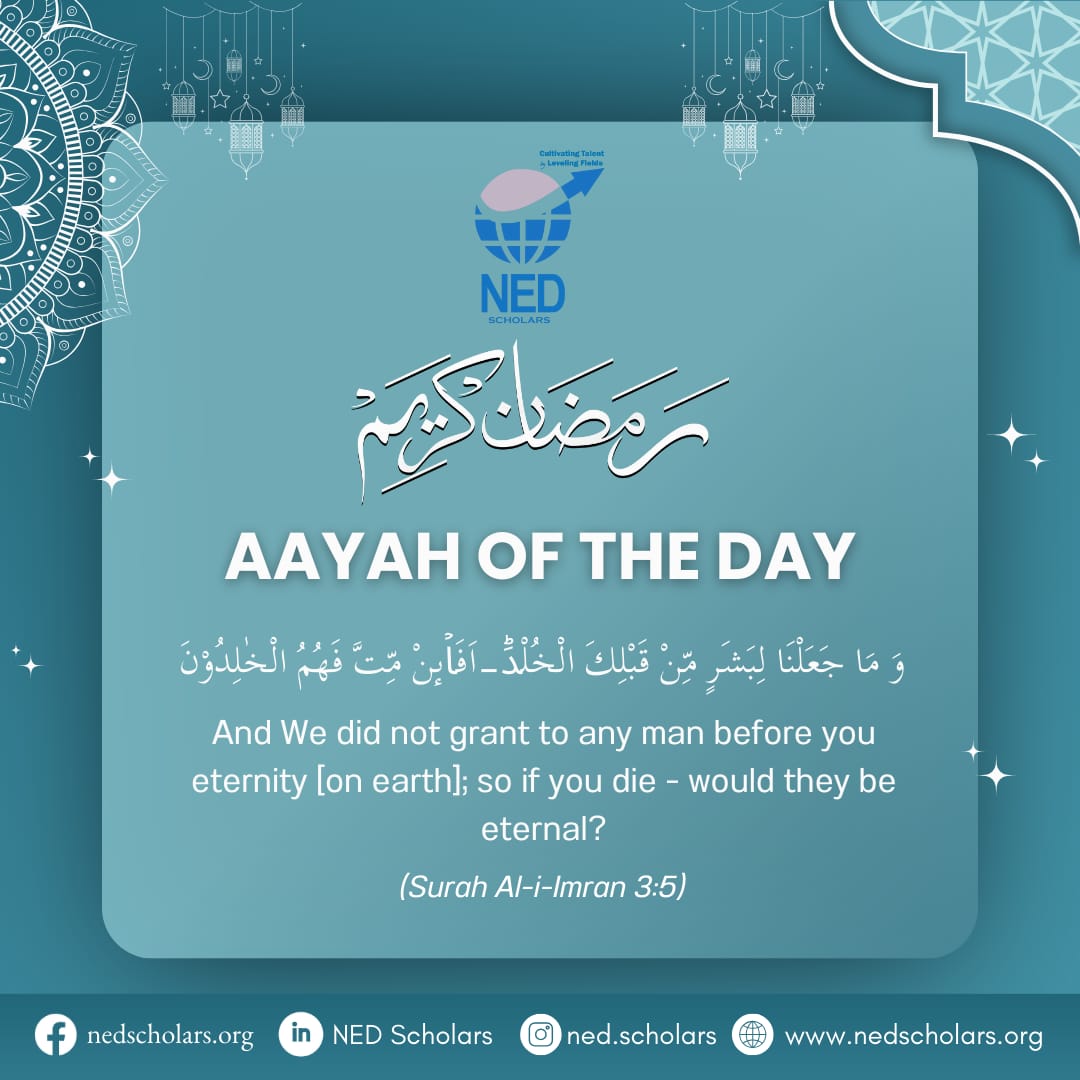 Cultivating Talent
by Leveling Fields
NED
SCHOLARS
رمضان كريم
AAYAH OF THE DAY
وَ مَا جَعَلْنَا لِبَشَرٍ مِّنْ قَبْلِكَ الْخُلْدَؕ-اَفَاۡىٕنْ مِّتَّ فَهُمُ الْخٰلِدُوْنَ
And We did not grant to any man before you
eternity [on earth]; so if you die - would they be
eternal?
(Surah Al-i-Imran 3:5)
nedscholars.org NED Scholars ned.scholars www.nedscholars.org